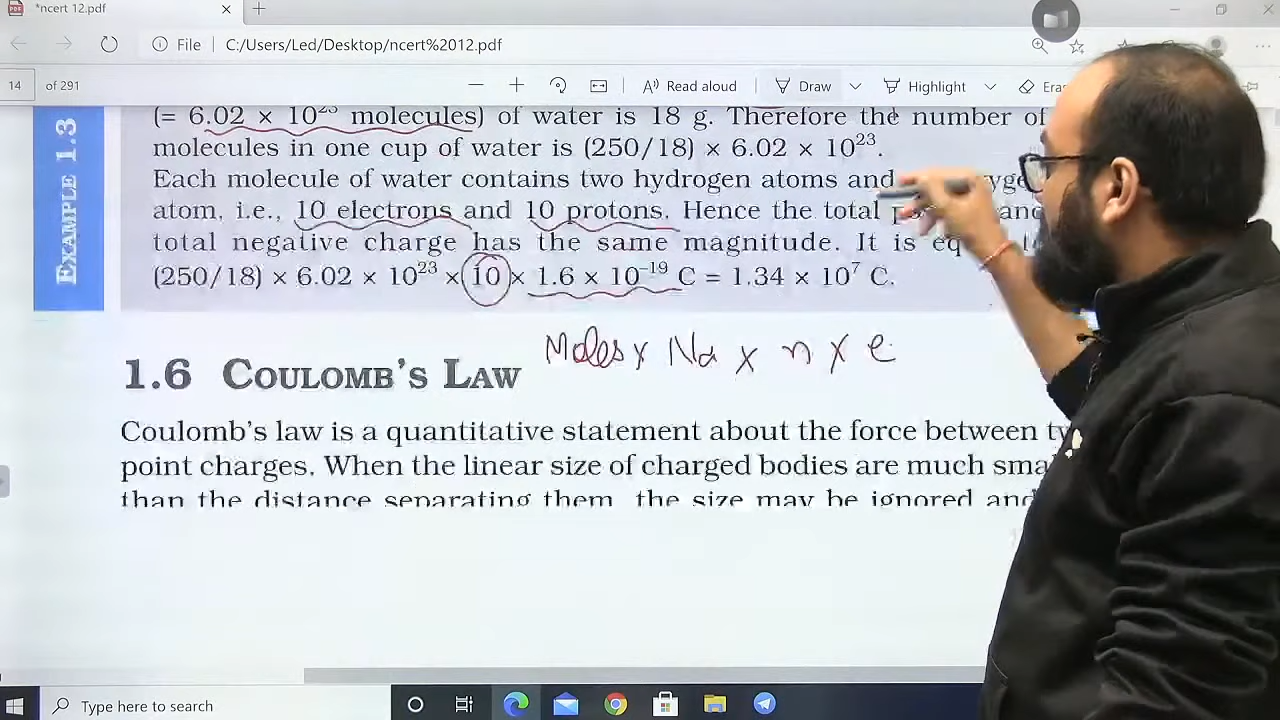 *ncert 12.pdf
File C:/Users/Led/Desktop/ncert%2012.pdf
14 of 291 Read aloud Draw Highlight
EXAMPLE 1.3
(= 6.02 × 10²³ molecules) of water is 18 g. Therefore the number of
molecules in one cup of water is (250/18) × 6.02 × 10²³.
Each molecule of water contains two hydrogen atoms and
atom, i.e., 10 electrons and 10 protons. Hence the total and
total negative charge has the same magnitude. It is
(250/18) × 6.02 × 10²³ × 10 × 1.6 × 10⁻¹⁹ C = 1.34 × 10⁷ C.
Moles x Na x n x e
1.6 COULOMB'S LAW
Coulomb's law is a quantitative statement about the force between
point charges. When the linear size of charged bodies are much
than the distance separating them, the size may be ignored and
Type here to search